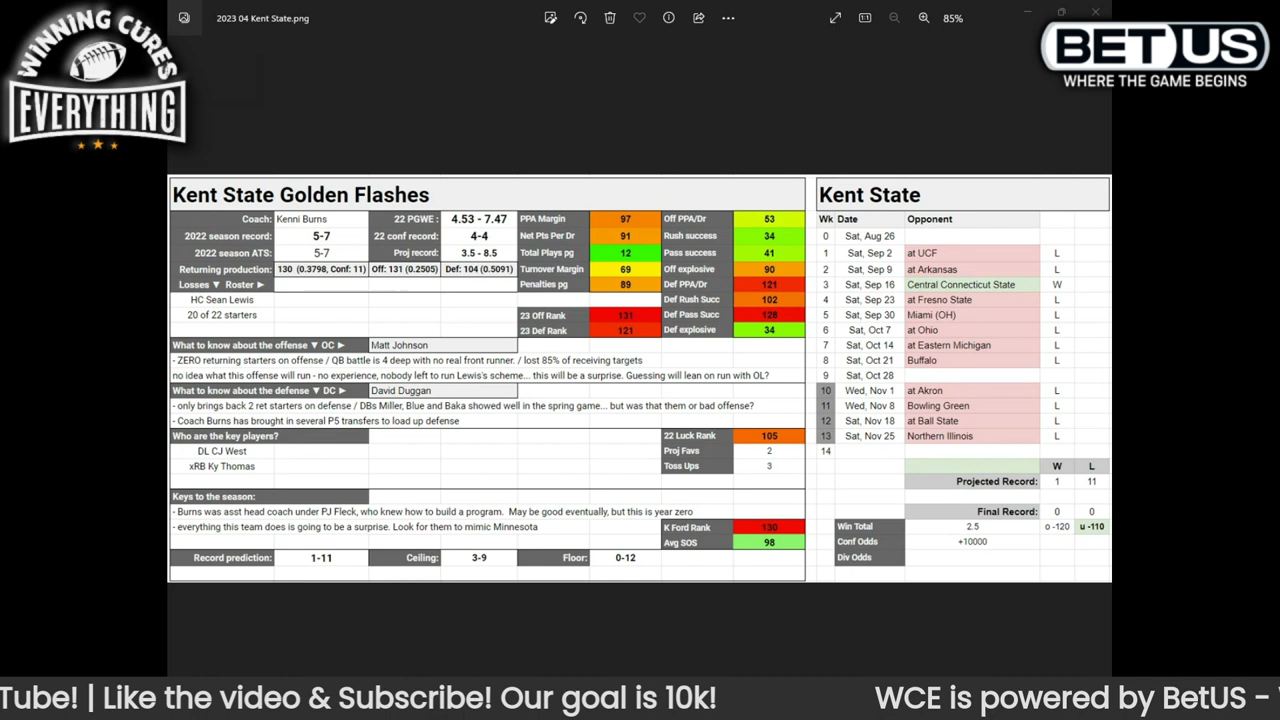 2023 04 Kent State.png
85%
WINNING CURES
EVERYTHING
BETUS
WHERE THE GAME BEGINS
Kent State Golden Flashes
Coach: Kenni Burns 22 PGWE : 4.53 - 7.47 PPA Margin 97 Off PPA/Dr 53
2022 season record: 5-7 22 conf record: 4-4 Net Pts Per Dr 91 Rush success 34
2022 season ATS: 5-7 Proj record: 3.5 - 8.5 Total Plays pg 12 Pass success 41
Returning production: 130 (0.3798, Conf: 11) Off: 131 (0.2505) Def: 104 (0.5091) Turnover Margin 69 Off explosive 90
Losses ▼ Roster ► Penalties pg 89 Def PPA/Dr 121
HC Sean Lewis Def Rush Succ 102
20 of 22 starters 23 Off Rank 131 Def Pass Succ 128
23 Def Rank 121 Def explosive 34
What to know about the offense ▼ OC ► Matt Johnson
- ZERO returning starters on offense / QB battle is 4 deep with no real front runner. / lost 85% of receiving targets
no idea what this offense will run - no experience, nobody left to run Lewis's scheme... this will be a surprise. Guessing will lean on run with OL?
What to know about the defense ▼ DC ► David Duggan
- only brings back 2 ret starters on defense / DBs Miller, Blue and Baka showed well in the spring game... but was that them or bad offense?
- Coach Burns has brought in several P5 transfers to load up defense
Who are the key players? 22 Luck Rank 105
DL CJ West Proj Favs 2
xRB Ky Thomas Toss Ups 3
Keys to the season:
- Burns was asst head coach under PJ Fleck, who knew how to build a program. May be good eventually, but this is year zero
- everything this team does is going to be a surprise. Look for them to mimic Minnesota K Ford Rank 130
Avg SOS 98
Record prediction: 1-11 Ceiling: 3-9 Floor: 0-12
Kent State
Wk Date Opponent
0 Sat, Aug 26
1 Sat, Sep 2 at UCF L
2 Sat, Sep 9 at Arkansas L
3 Sat, Sep 16 Central Connecticut State W
4 Sat, Sep 23 at Fresno State L
5 Sat, Sep 30 Miami (OH) L
6 Sat, Oct 7 at Ohio L
7 Sat, Oct 14 at Eastern Michigan L
8 Sat, Oct 21 Buffalo L
9 Sat, Oct 28
10 Wed, Nov 1 at Akron L
11 Wed, Nov 8 Bowling Green L
12 Sat, Nov 18 at Ball State L
13 Sat, Nov 25 Northern Illinois L
14
W L
Projected Record: 1 11
Final Record: 0 0
Win Total 2.5 o -120 u -110
Conf Odds +10000
Div Odds
Tube! | Like the video & Subscribe! Our goal is 10k! WCE is powered by BetUS -